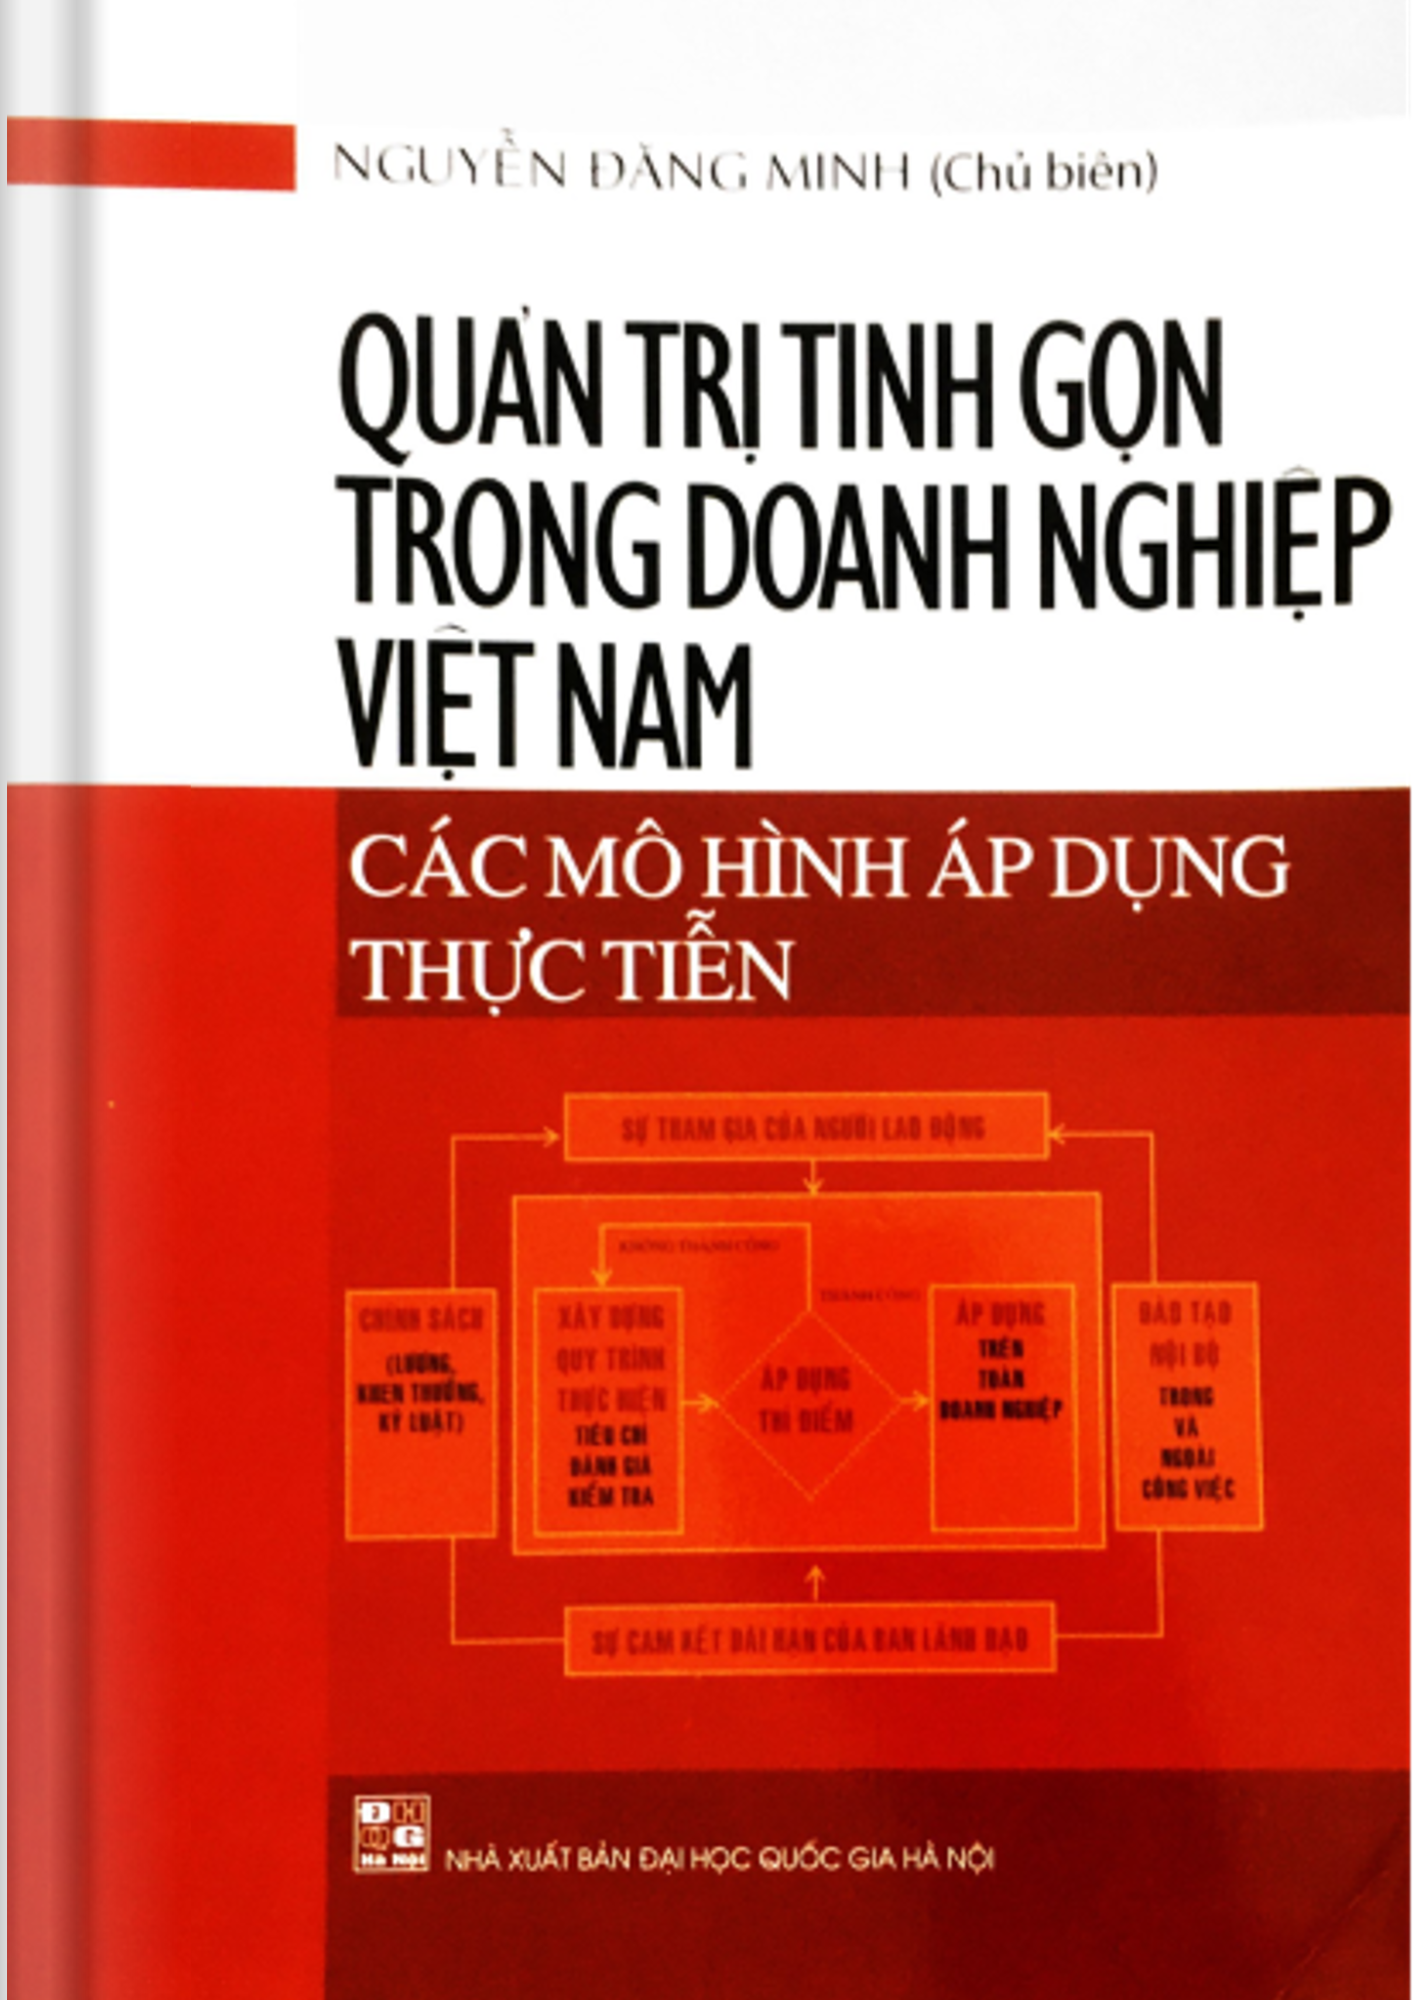 NGUYỄN ĐĂNG MINH (Chủ biên)
QUẢN TRỊ TINH GỌN
TRONG DOANH NGHIỆP
VIỆT NAM
CÁC MÔ HÌNH ÁP DỤNG
THỰC TIỄN
SỰ THAM GIA CỦA NGƯỜI LAO ĐỘNG
KHÔNG THÀNH CÔNG
THÀNH CÔNG
CHÍNH SÁCH
(LƯƠNG,
KHEN THƯỞNG,
KỶ LUẬT)
XÂY DỰNG
QUY TRÌNH
THỰC HIỆN
TIÊU CHÍ
ĐÁNH GIÁ
KIỂM TRA
ÁP DỤNG
THÍ ĐIỂM
ÁP DỤNG
TRÊN
TOÀN
DOANH NGHIỆP
ĐÀO TẠO
NỘI BỘ
TRONG
VÀ
NGOÀI
CÔNG VIỆC
SỰ CAM KẾT DÀI HẠN CỦA BAN LÃNH ĐẠO
ĐH
QG
Hà Nội
NHÀ XUẤT BẢN ĐẠI HỌC QUỐC GIA HÀ NỘI